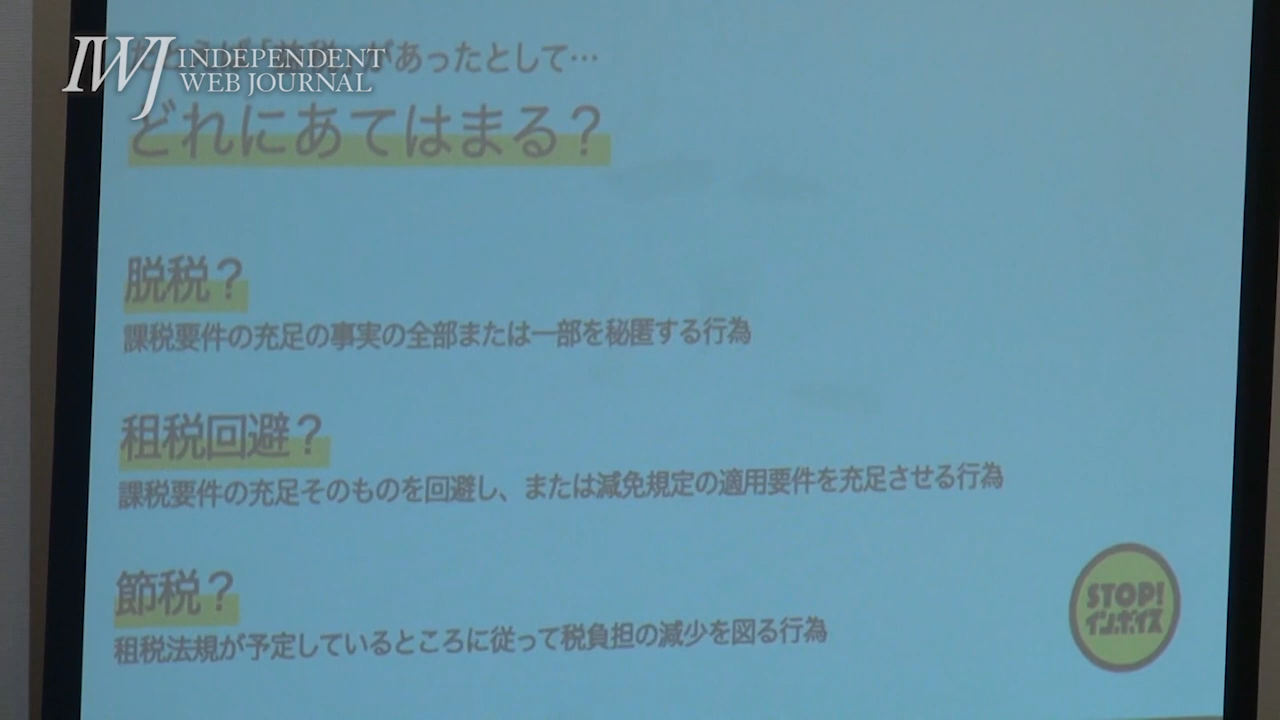 IWJ INDEPENDENT
WEB JOURNAL
があったとして…
どれにあてはまる？
脱税？
課税要件の充足の事実の全部または一部を秘匿する行為
租税回避？
課税要件の充足そのものを回避し、または減免規定の適用要件を充足させる行為
節税？
租税法規が予定しているところに従って税負担の減少を図る行為
STOP!
インボイス